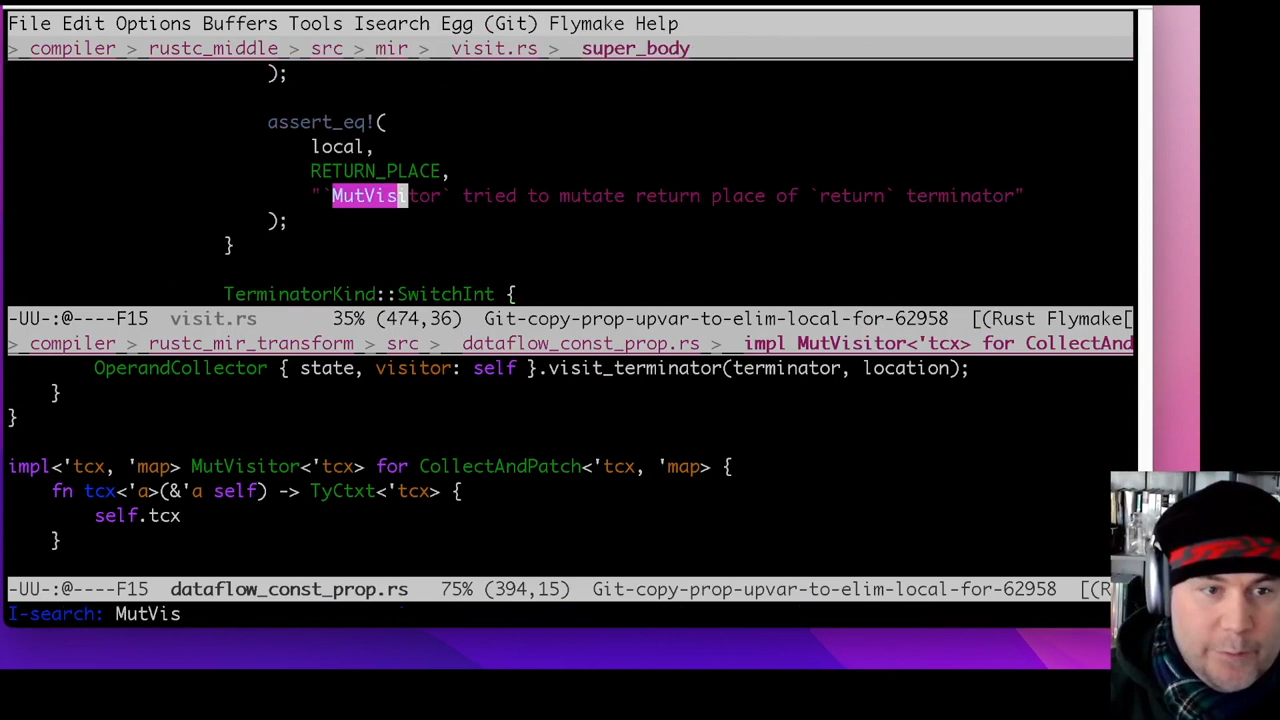 File Edit Options Buffers Tools Isearch Egg (Git) Flymake Help
> compiler > rustc_middle > src > mir > visit.rs > super_body
);
assert_eq!(
local,
RETURN_PLACE,
"`MutVisitor` tried to mutate return place of `return` terminator"
);
}
TerminatorKind::SwitchInt {
-UU-:@----F15 visit.rs 35% (474,36) Git-copy-prop-upvar-to-elim-local-for-62958 [(Rust Flymake[
> compiler > rustc_mir_transform > src > dataflow_const_prop.rs > impl MutVisitor<'tcx> for CollectAnd
OperandCollector { state, visitor: self }.visit_terminator(terminator, location);
}
}
impl<'tcx, 'map> MutVisitor<'tcx> for CollectAndPatch<'tcx, 'map> {
fn tcx<'a>(&'a self) -> TyCtxt<'tcx> {
self.tcx
}
-UU-:@----F15 dataflow_const_prop.rs 75% (394,15) Git-copy-prop-upvar-to-elim-local-for-62958 [(R
I-search: MutVis